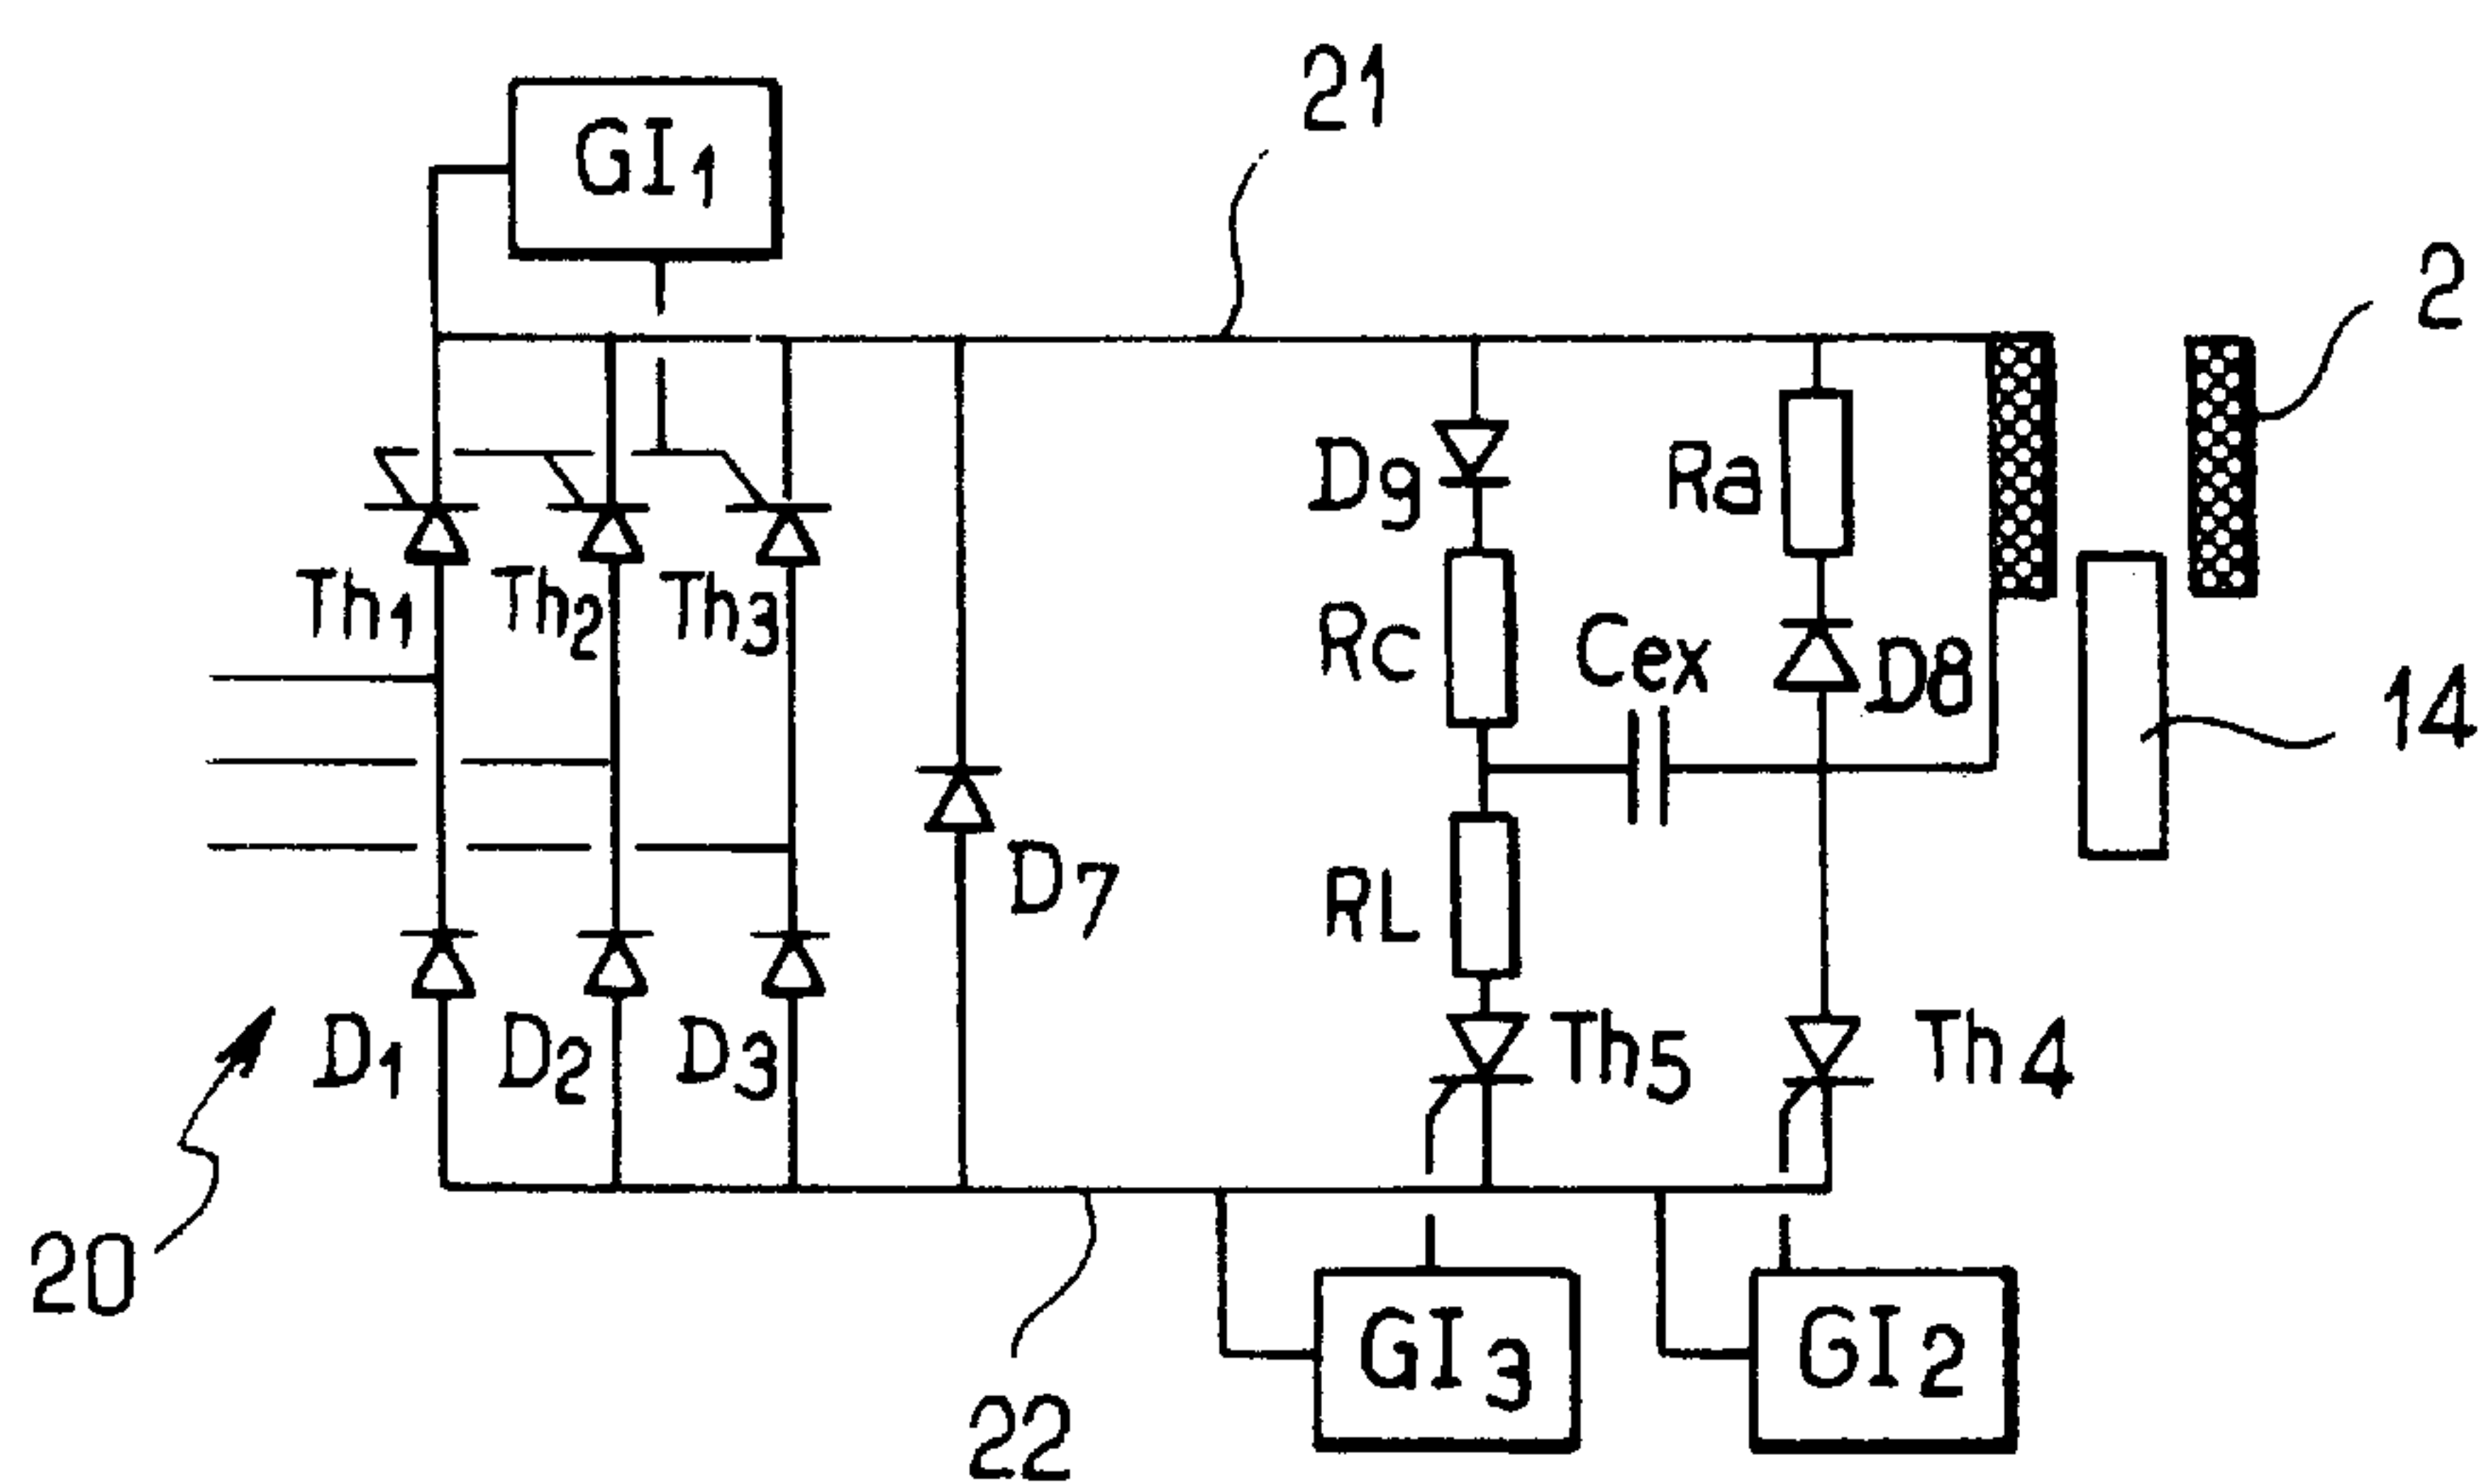 21
GI1
2
D9
Ra
Th1 Th2 Th3
Rc
Cex
D8
14
D7
RL
D1 D2 D3
Th5
Th4
20
GI3
GI2
22